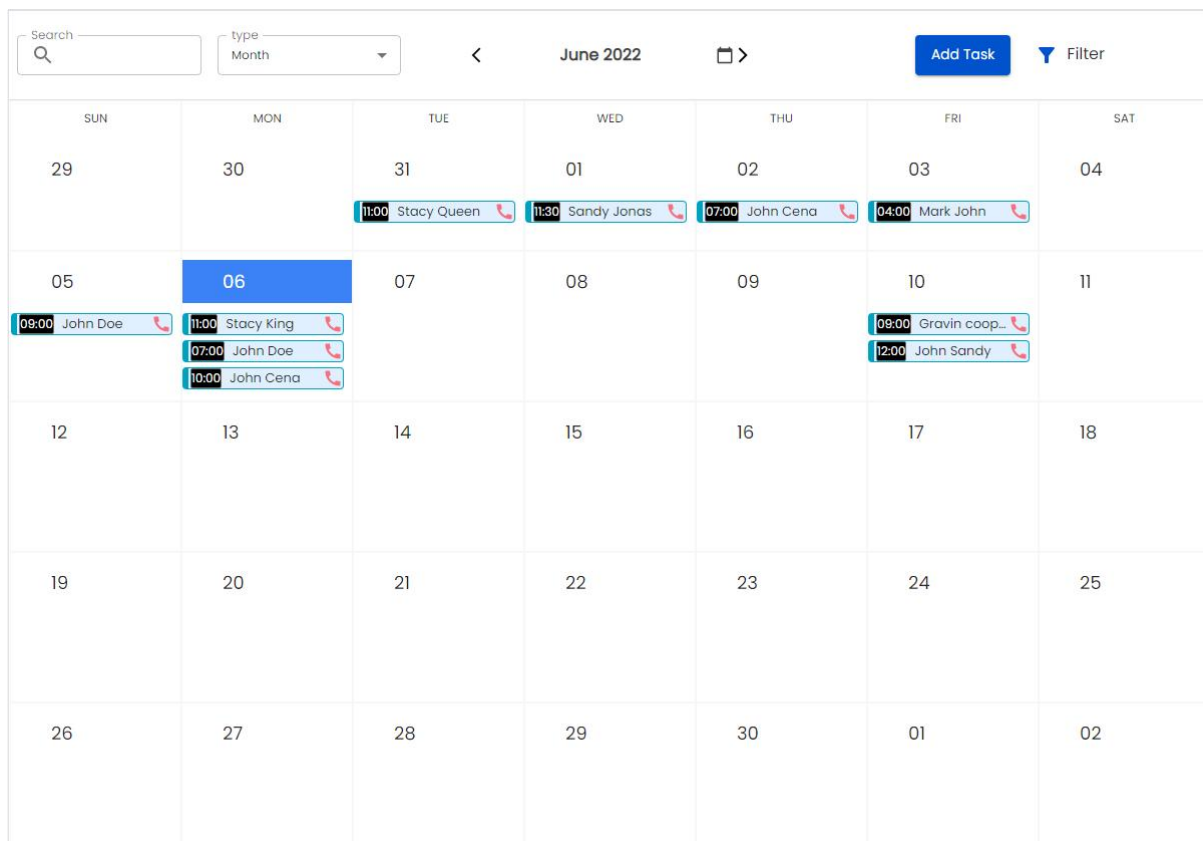 Search
type
Month
June 2022
Add Task
Filter
SUN MON TUE WED THU FRI SAT
29 30 31 01 02 03 04
11:00 Stacy Queen 11:30 Sandy Jonas 07:00 John Cena 04:00 Mark John
05 06 07 08 09 10 11
09:00 John Doe 11:00 Stacy King 09:00 Gravin coop...
07:00 John Doe 12:00 John Sandy
10:00 John Cena
12 13 14 15 16 17 18
19 20 21 22 23 24 25
26 27 28 29 30 01 02